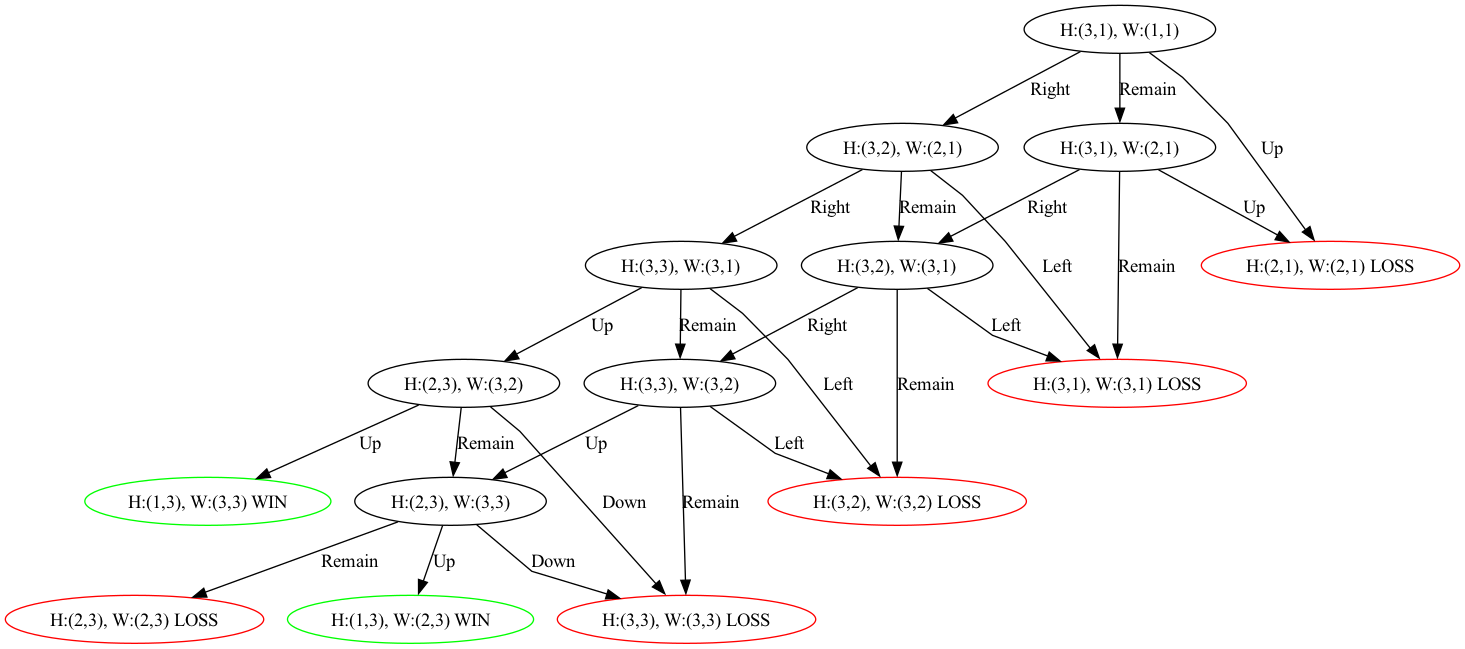 H:(3,1), W:(1,1)
Right
Remain
Up
H:(3,2), W:(2,1)
H:(3,1), W:(2,1)
Right
Remain
Right
Left
Remain
Up
H:(3,3), W:(3,1)
H:(3,2), W:(3,1)
H:(2,1), W:(2,1) LOSS
Up
Remain
Right
Left
Remain
Left
H:(2,3), W:(3,2)
H:(3,3), W:(3,2)
H:(3,1), W:(3,1) LOSS
Up
Remain
Up
Left
Down
Remain
H:(1,3), W:(3,3) WIN
H:(2,3), W:(3,3)
H:(3,2), W:(3,2) LOSS
Remain
Up
Down
H:(2,3), W:(2,3) LOSS
H:(1,3), W:(2,3) WIN
H:(3,3), W:(3,3) LOSS